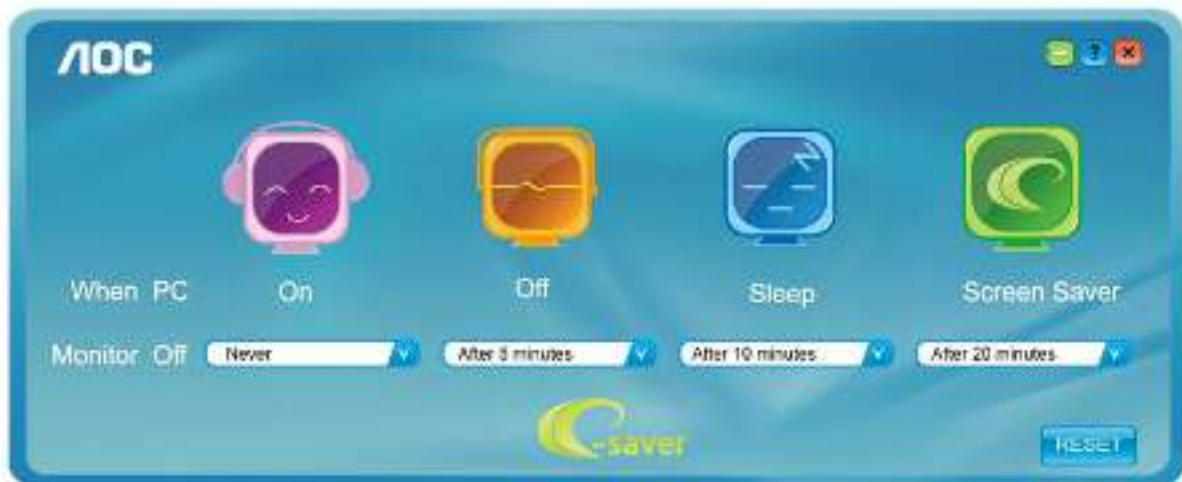 AOC
?
When PC On Off Sleep Screen Saver
Monitor Off Never After 5 minutes After 10 minutes After 20 minutes
e-saver
RESET